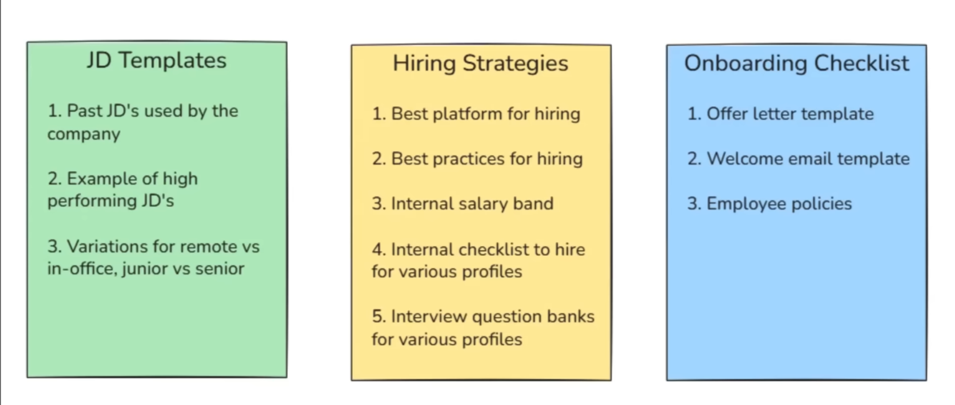 JD Templates
1. Past JD's used by the
company
2. Example of high
performing JD's
3. Variations for remote vs
in-office, junior vs senior
Hiring Strategies
1. Best platform for hiring
2. Best practices for hiring
3. Internal salary band
4. Internal checklist to hire
for various profiles
5. Interview question banks
for various profiles
Onboarding Checklist
1. Offer letter template
2. Welcome email template
3. Employee policies